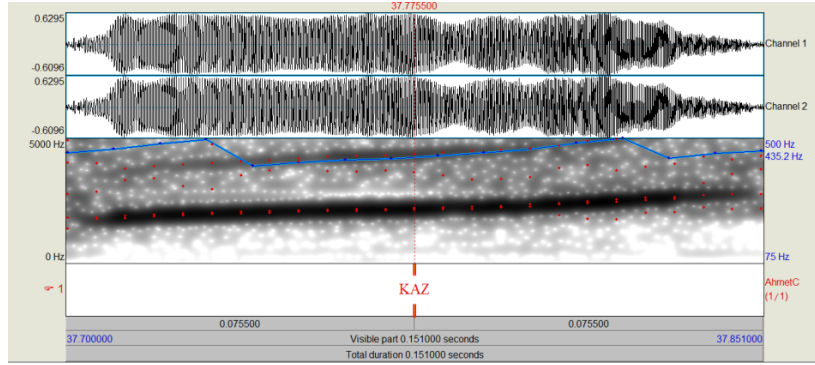 37.775500
0.6295
-0.6096
Channel 1
0.6295
-0.6096
Channel 2
5000 Hz
500 Hz
435.2 Hz
0 Hz
75 Hz
1
KAZ
AhmetC
(1/1)
0.075500
0.075500
37.700000
Visible part 0.151000 seconds
37.851000
Total duration 0.151000 seconds